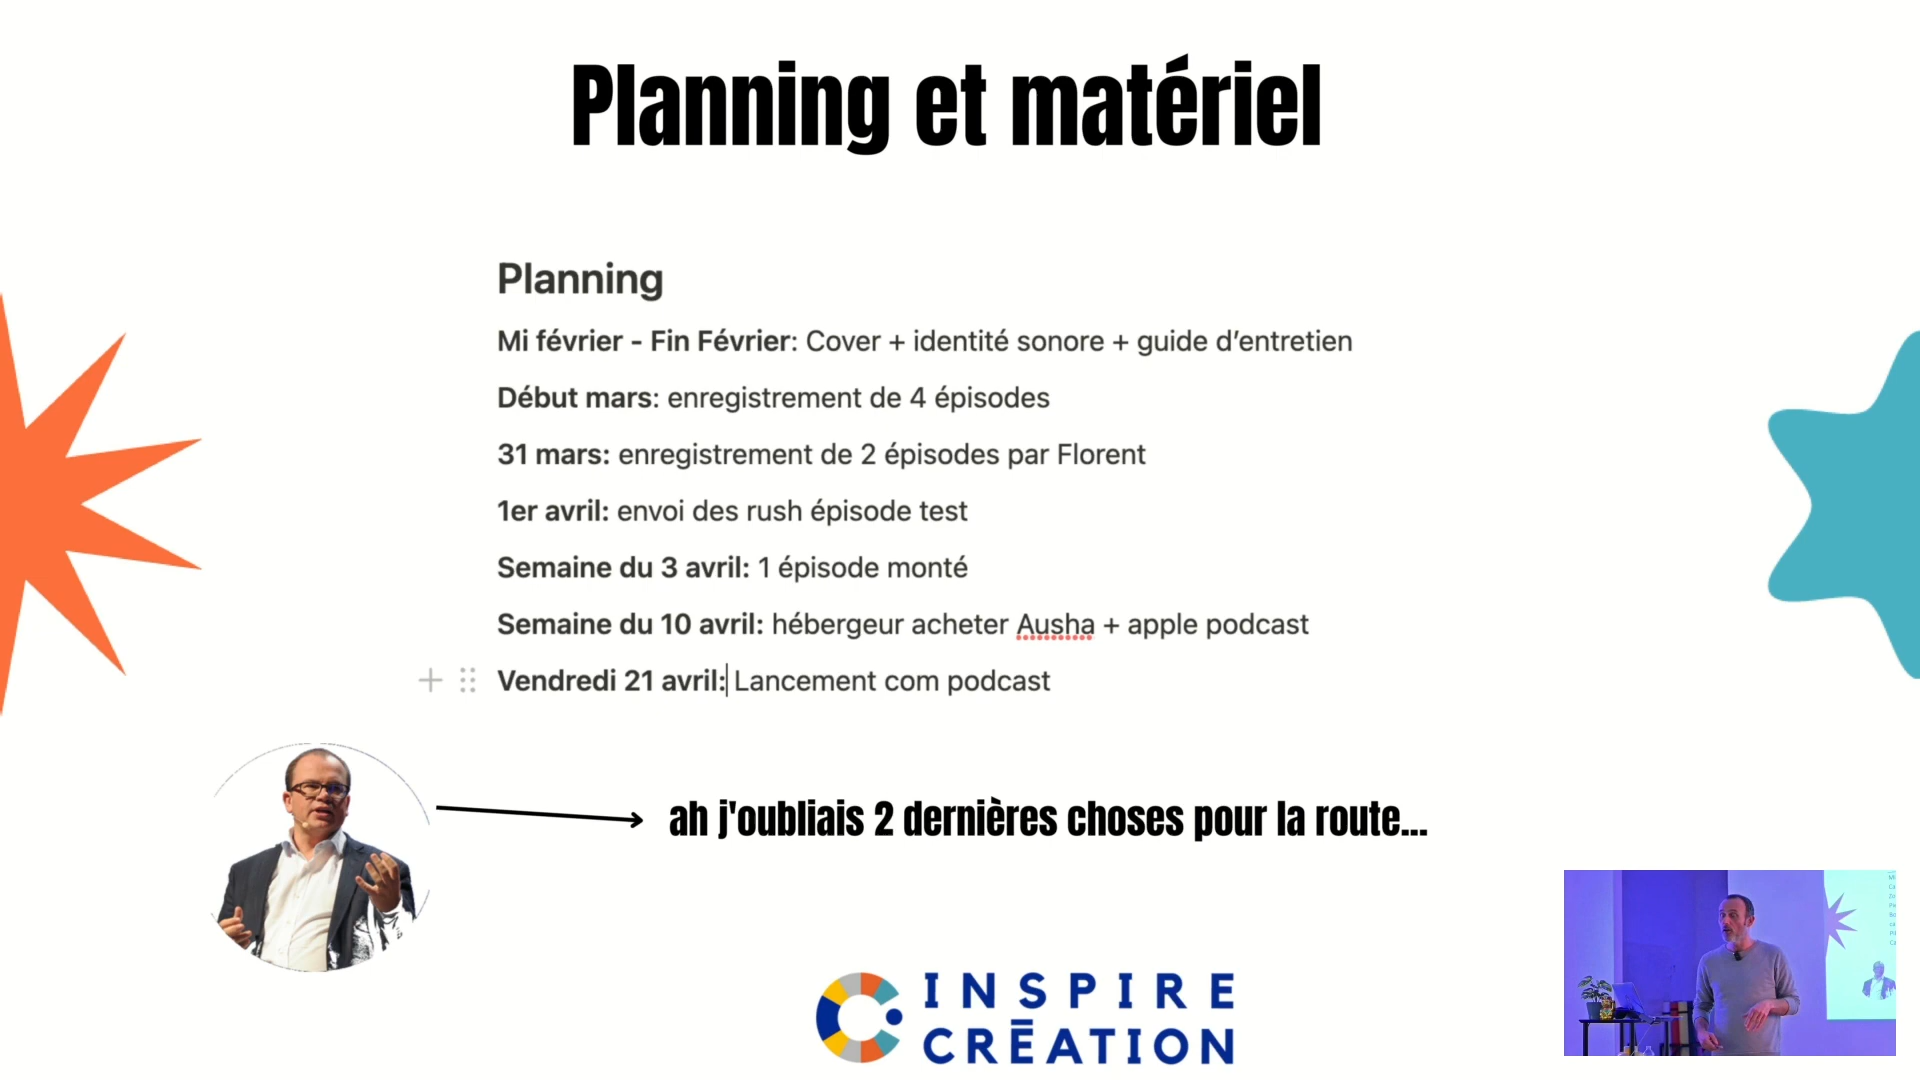 Planning et matériel
Planning
Mi février - Fin Février: Cover + identité sonore + guide d’entretien
Début mars: enregistrement de 4 épisodes
31 mars: enregistrement de 2 épisodes par Florent
1er avril: envoi des rush épisode test
Semaine du 3 avril: 1 épisode monté
Semaine du 10 avril: hébergeur acheter Ausha + apple podcast
Vendredi 21 avril: Lancement com podcast
ah j'oubliais 2 dernières choses pour la route...
INSPIRE
CRĒATION